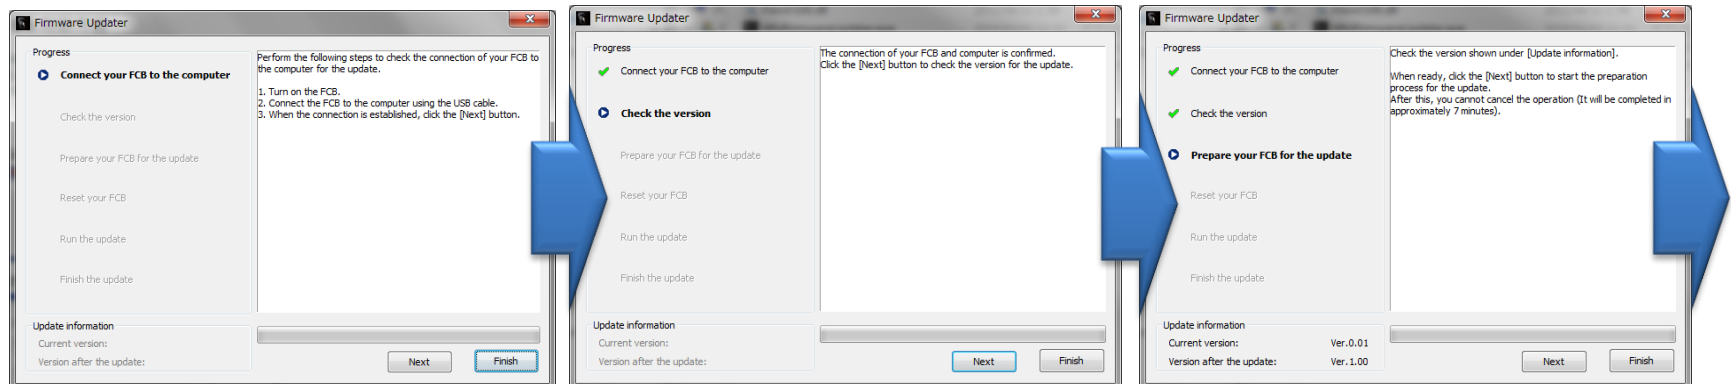 Firmware Updater
Progress
Connect your FCB to the computer
Check the version
Prepare your FCB for the update
Reset your FCB
Run the update
Finish the update
Perform the following steps to check the connection of your FCB to
the computer for the update.
1. Turn on the FCB.
2. Connect the FCB to the computer using the USB cable.
3. When the connection is established, click the [Next] button.
Update information
Current version:
Version after the update:
Next
Finish
Firmware Updater
Progress
Connect your FCB to the computer
Check the version
Prepare your FCB for the update
Reset your FCB
Run the update
Finish the update
The connection of your FCB and computer is confirmed.
Click the [Next] button to check the version for the update.
Update information
Current version:
Version after the update:
Next
Finish
Firmware Updater
Progress
Connect your FCB to the computer
Check the version
Prepare your FCB for the update
Reset your FCB
Run the update
Finish the update
Check the version shown under [Update information].
When ready, click the [Next] button to start the preparation
process for the update.
After this, you cannot cancel the operation (It will be completed in
approximately 7 minutes).
Update information
Current version: Ver.0.01
Version after the update: Ver.1.00
Next
Finish